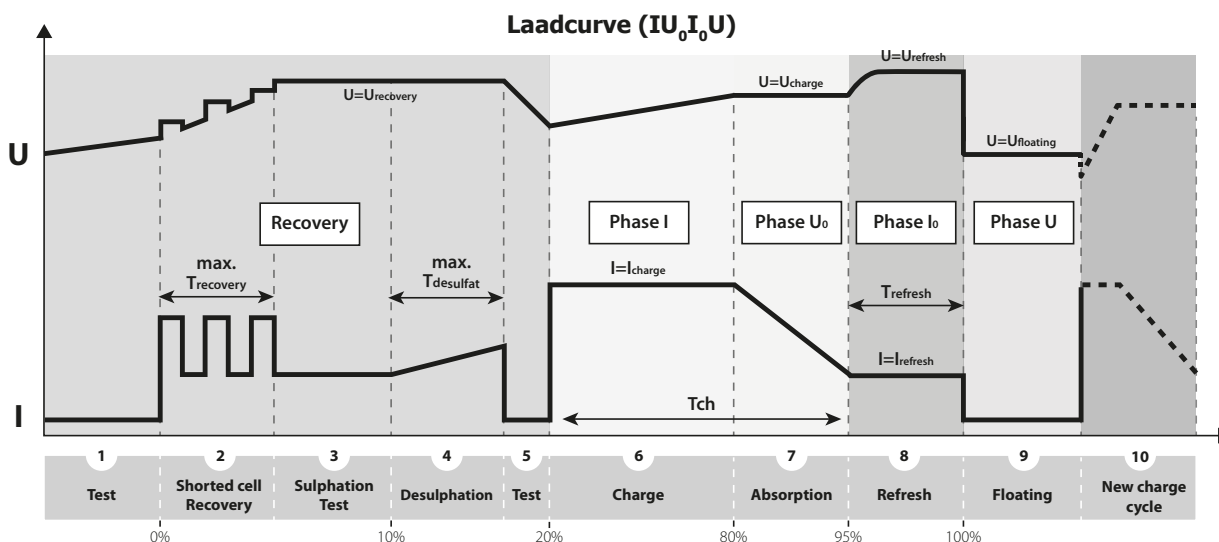 Laadcurve (IU0I0U)
U=Urefresh
U=Ucharge
U=Urecovery
U=Ufloating
U
Recovery
Phase I
Phase U0
Phase I0
Phase U
max.
Trecovery
max.
Tdesulfat
I=Icharge
Trefresh
I=Irefresh
Tch
I
1
2
3
4
5
6
7
8
9
10
Test
Shorted cell
Recovery
Sulphation
Test
Desulphation
Test
Charge
Absorption
Refresh
Floating
New charge
cycle
0%
10%
20%
80%
95%
100%